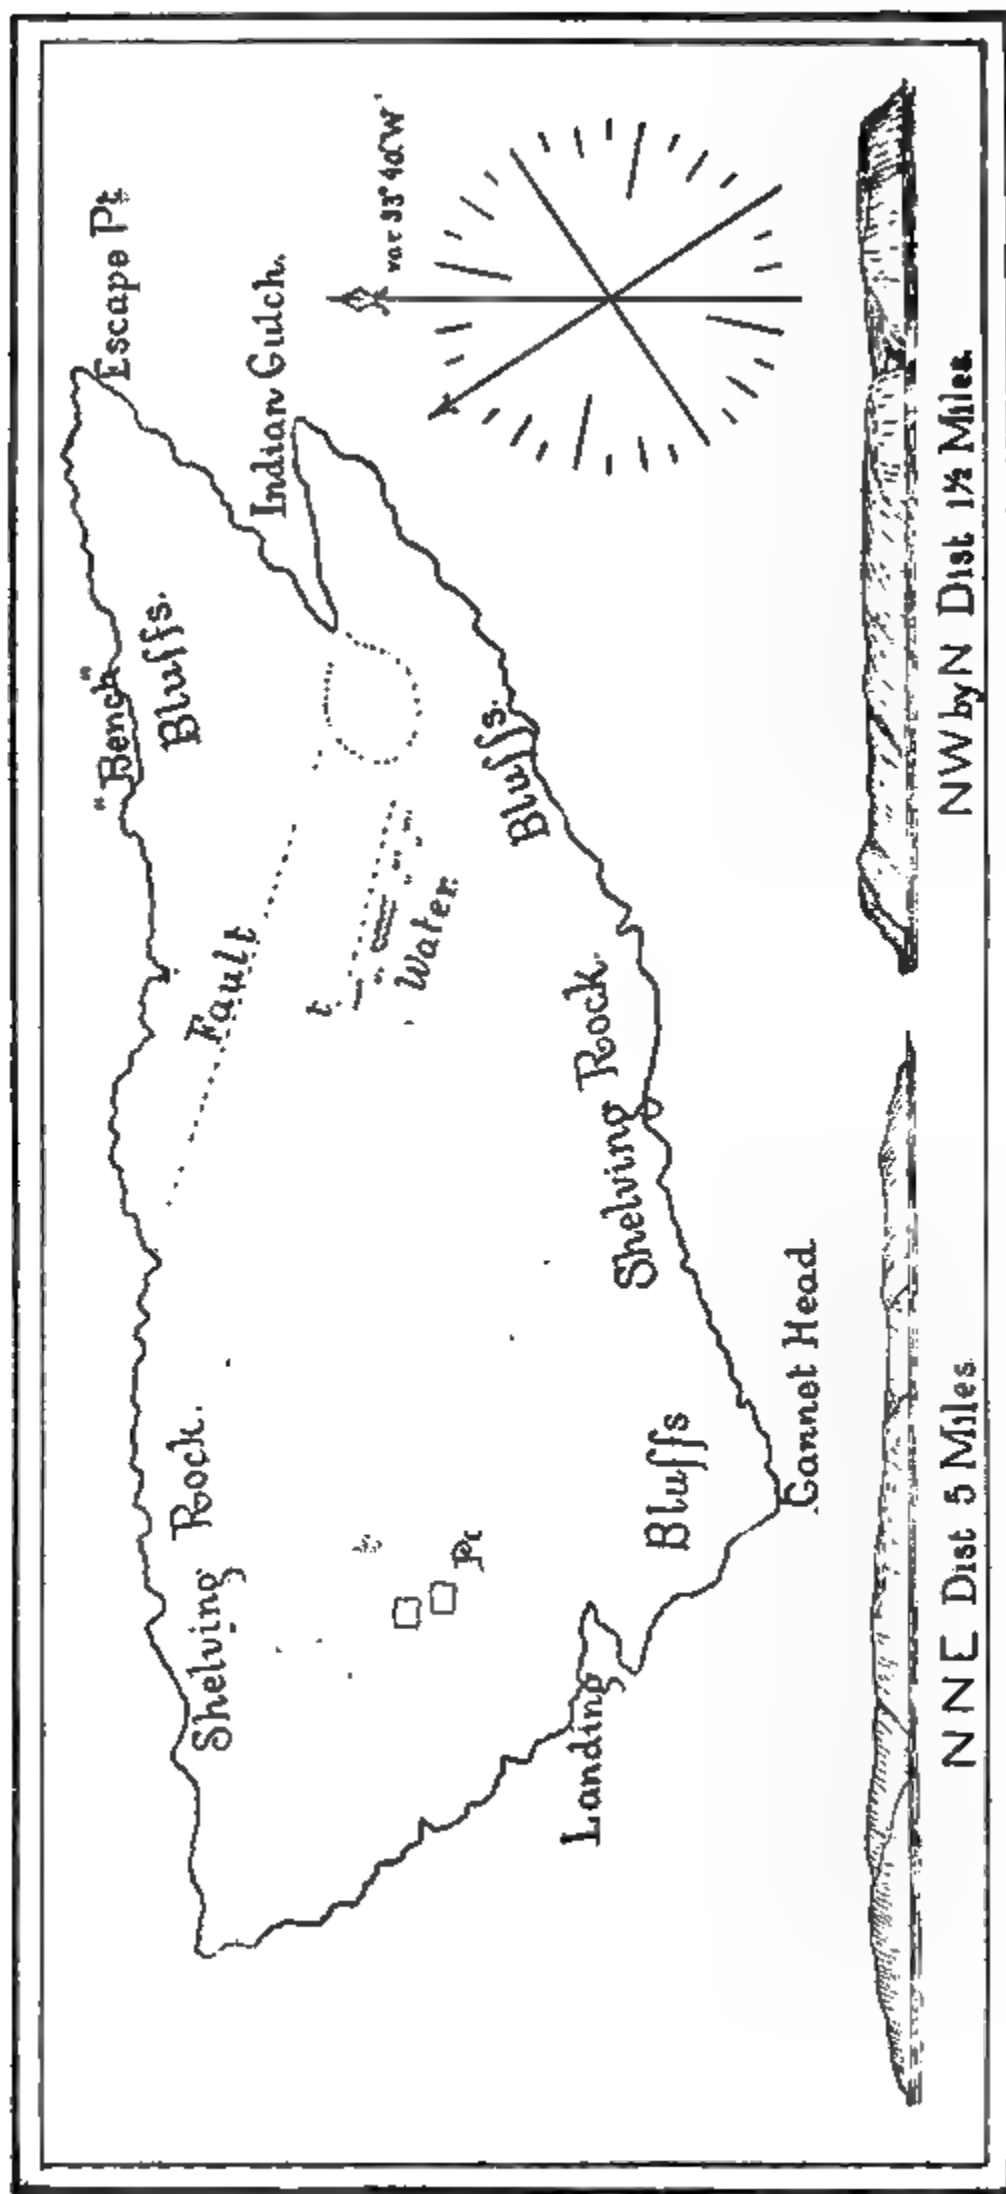 Escape Pt
"Bench"
Bluffs.
Indian Gulch.
var 33° 40' W
Fault
t.
Water.
Bluffs.
Shelving Rock.
Shelving Rock.
Pt
Landing
Bluffs
Gannet Head
NNE Dist 5 Miles
NW by N Dist 1½ Miles.